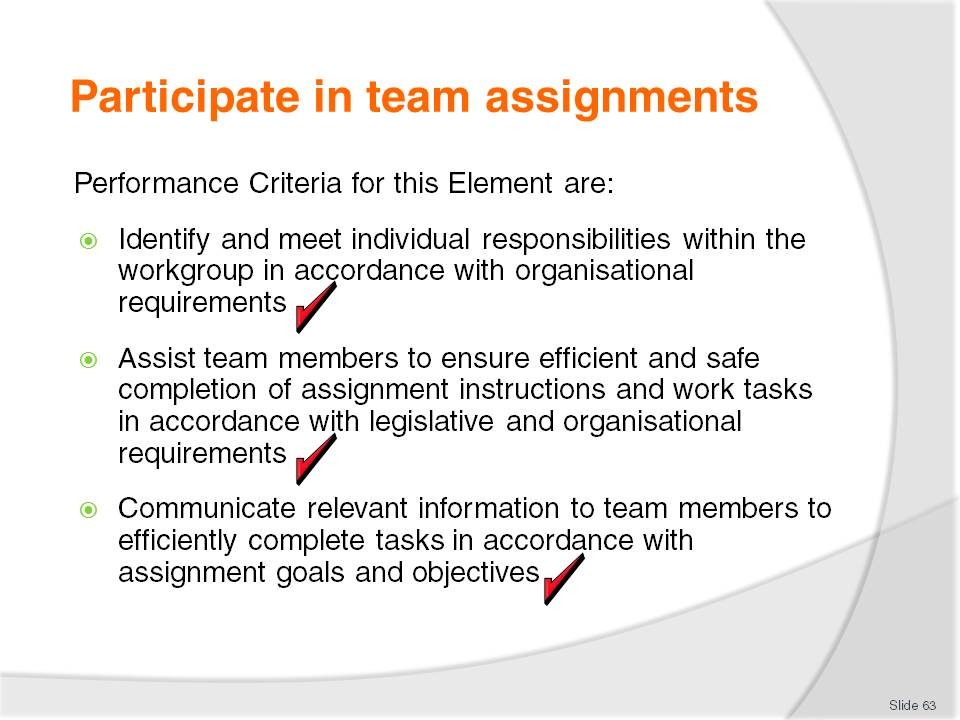 Participate in team assignments
Performance Criteria for this Element are:
Identify and meet individual responsibilities within the
workgroup in accordance with organisational
requirements
Assist team members to ensure efficient and safe
completion of assignment instructions and work tasks
in accordance with legislative and organisational
requirements
Communicate relevant information to team members to
efficiently complete tasks in accordance with
assignment goals and objectives
Slide 63